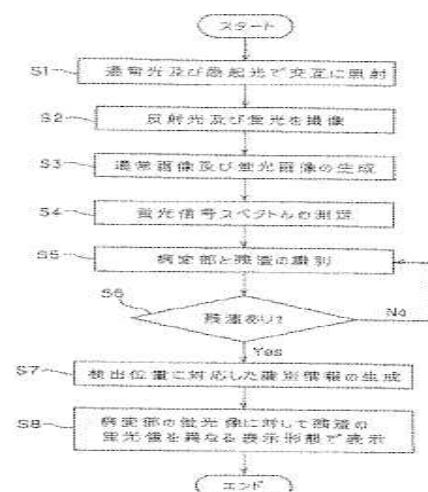 スタート
S1
通常光及び励起光で交互に照射
S2
反射光及び蛍光を撮像
S3
通常画像及び蛍光画像の生成
S4
蛍光信号スペクトルの測定
S5
病変部と残渣の識別
S6
残渣あり?
No
Yes
S7
検出位置に対応した識別情報の生成
S8
病変部の蛍光像に対して残渣の
蛍光像を異なる表示形態で表示
エンド